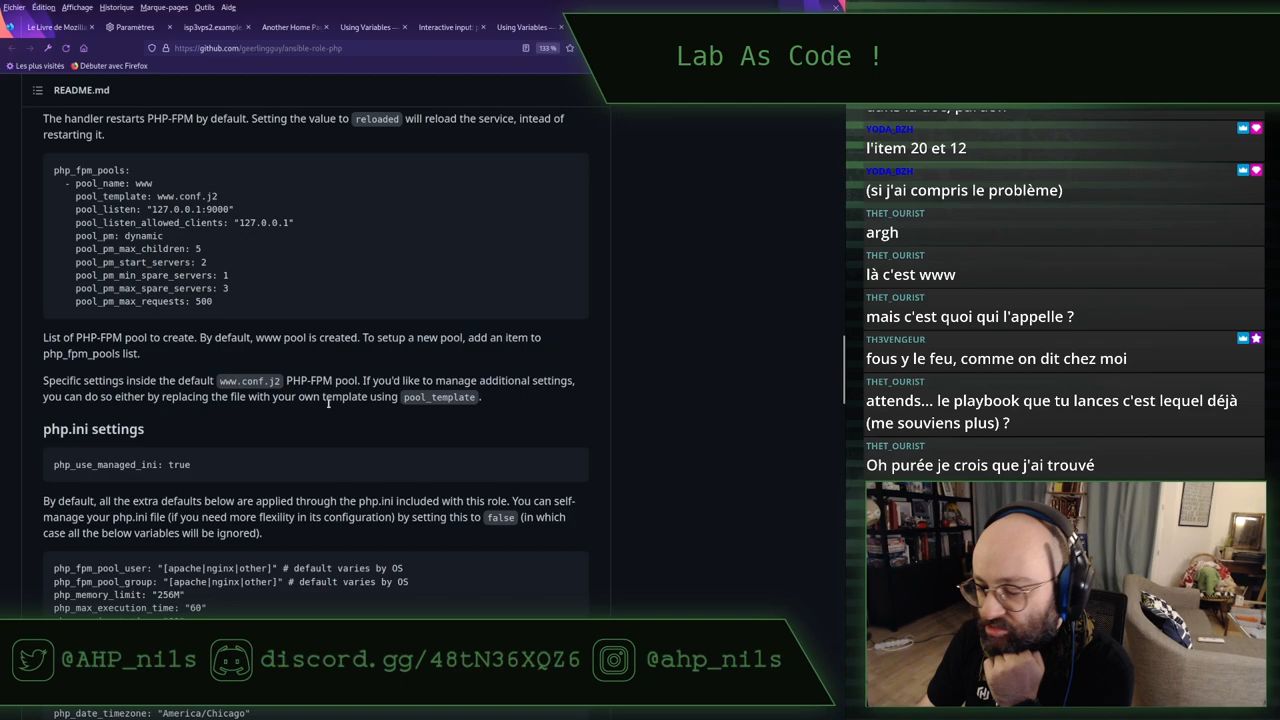 Fichier Édition Affichage Historique Marque-pages Outils Aide
Le Livre de Mozilla
Paramètres
isp3vps2.example
Another Home Pa
Using Variables —
Interactive input:
Using Variables —
https://github.com/geerlingguy/ansible-role-php
133 %
Les plus visités
Débuter avec Firefox
README.md
The handler restarts PHP-FPM by default. Setting the value to reloaded will reload the service, intead of
restarting it.
php_fpm_pools:
- pool_name: www
pool_template: www.conf.j2
pool_listen: "127.0.0.1:9000"
pool_listen_allowed_clients: "127.0.0.1"
pool_pm: dynamic
pool_pm_max_children: 5
pool_pm_start_servers: 2
pool_pm_min_spare_servers: 1
pool_pm_max_spare_servers: 3
pool_pm_max_requests: 500
List of PHP-FPM pool to create. By default, www pool is created. To setup a new pool, add an item to
php_fpm_pools list.
Specific settings inside the default www.conf.j2 PHP-FPM pool. If you'd like to manage additional settings,
you can do so either by replacing the file with your own template using pool_template.
php.ini settings
php_use_managed_ini: true
By default, all the extra defaults below are applied through the php.ini included with this role. You can self-
manage your php.ini file (if you need more flexility in its configuration) by setting this to false (in which
case all the below variables will be ignored).
php_fpm_pool_user: "[apache|nginx|other]" # default varies by OS
php_fpm_pool_group: "[apache|nginx|other]" # default varies by OS
php_memory_limit: "256M"
php_max_execution_time: "60"
php_date_timezone: "America/Chicago"
Lab As Code !
YODA_BZH
l'item 20 et 12
YODA_BZH
(si j'ai compris le problème)
THET_OURIST
argh
THET_OURIST
là c'est www
THET_OURIST
mais c'est quoi qui l'appelle ?
TH3VENGEUR
fous y le feu, comme on dit chez moi
THET_OURIST
attends... le playbook que tu lances c'est lequel déjà
(me souviens plus) ?
THET_OURIST
Oh purée je crois que j'ai trouvé
@AHP_nils
discord.gg/48tN36XQZ6
@ahp_nils